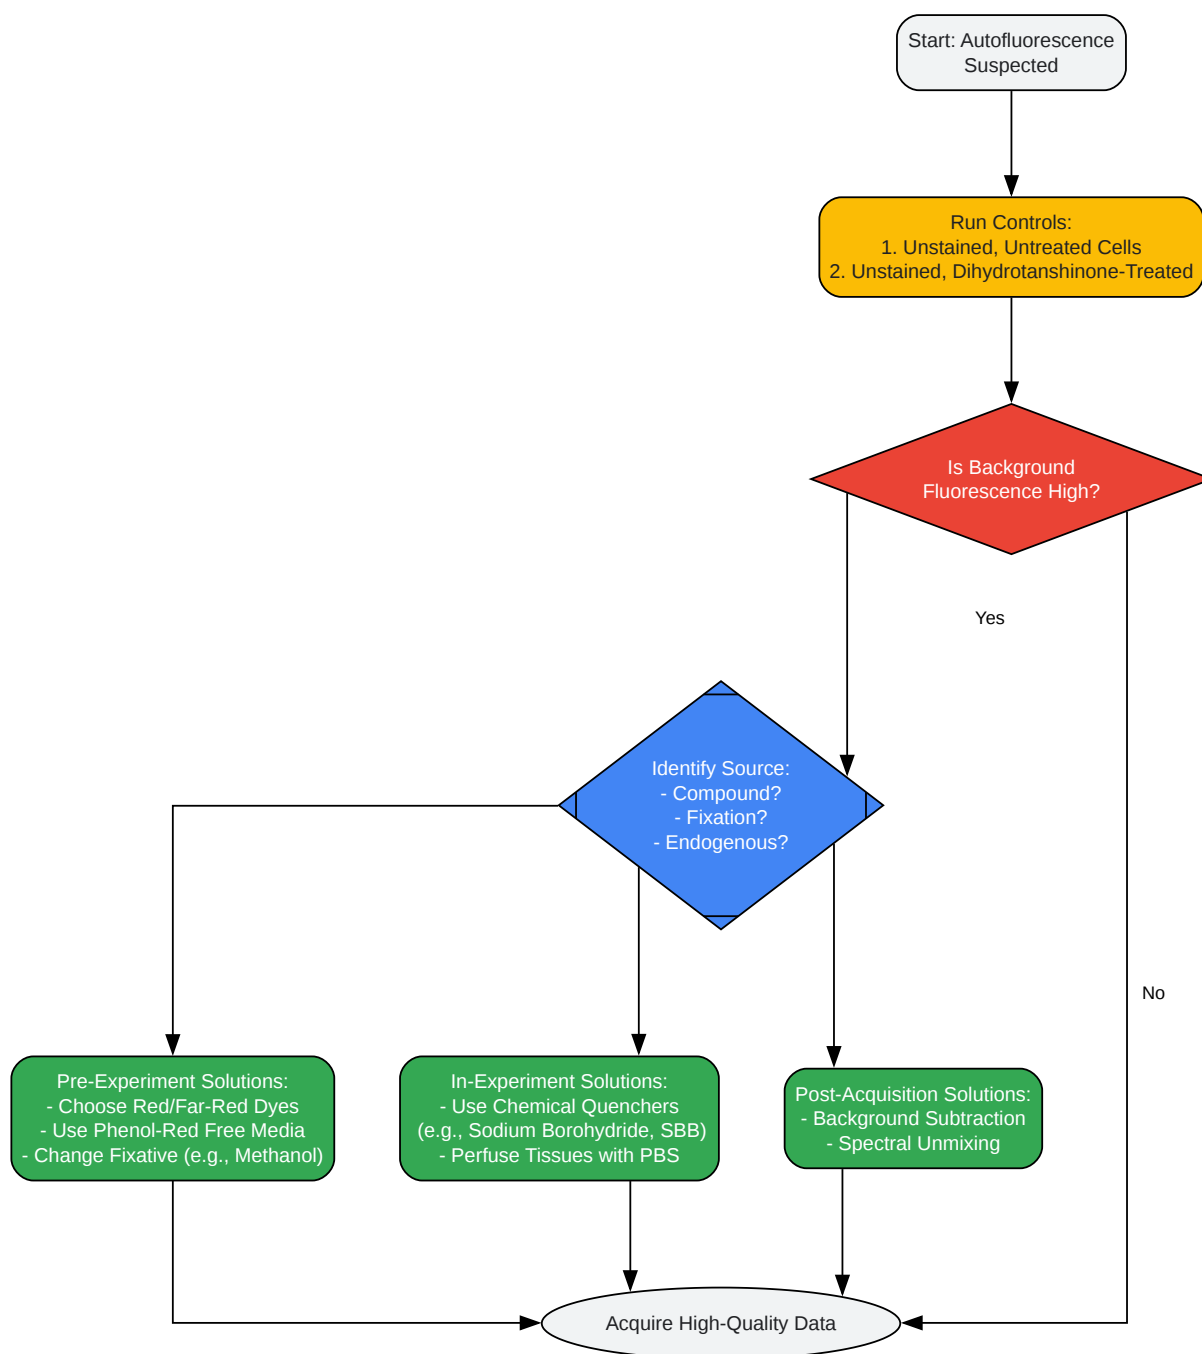 Start: Autofluorescence
Suspected
Run Controls:
1. Unstained, Untreated Cells
2. Unstained, Dihydrotanshinone-Treated
Is Background
Fluorescence High?
Yes
Identify Source:
- Compound?
- Fixation?
- Endogenous?
No
Pre-Experiment Solutions:
- Choose Red/Far-Red Dyes
- Use Phenol-Red Free Media
- Change Fixative (e.g., Methanol)
In-Experiment Solutions:
- Use Chemical Quenchers
(e.g., Sodium Borohydride, SBB)
- Perfuse Tissues with PBS
Post-Acquisition Solutions:
- Background Subtraction
- Spectral Unmixing
Acquire High-Quality Data